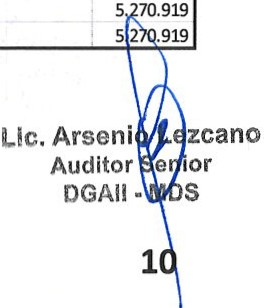 5.270.919
5.270.919
Lic. Arsenio Lezcano
Auditor Senior
DGAII - MDS
10